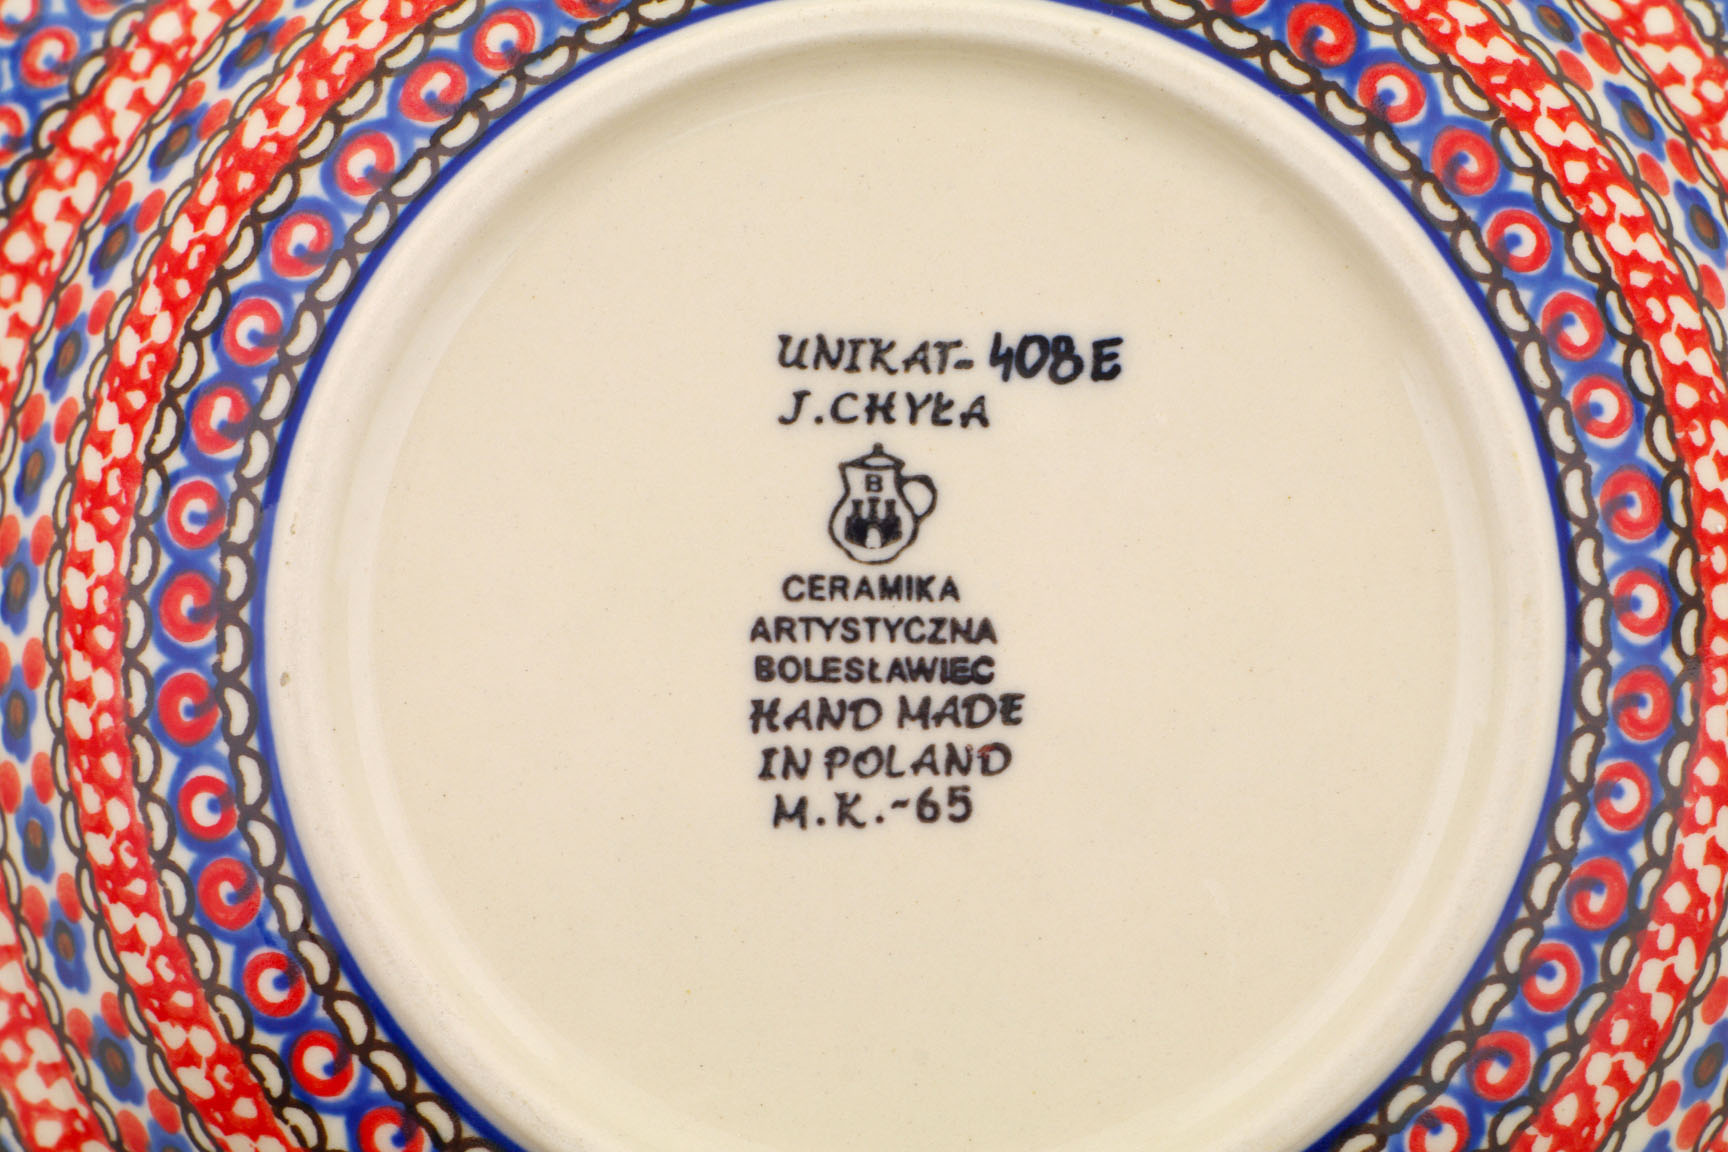 UNIKAT-408E
J.CHYŁA
B
CERAMIKA
ARTYSTYCZNA
BOLESŁAWIEC
HAND MADE
IN POLAND
M.K.-65